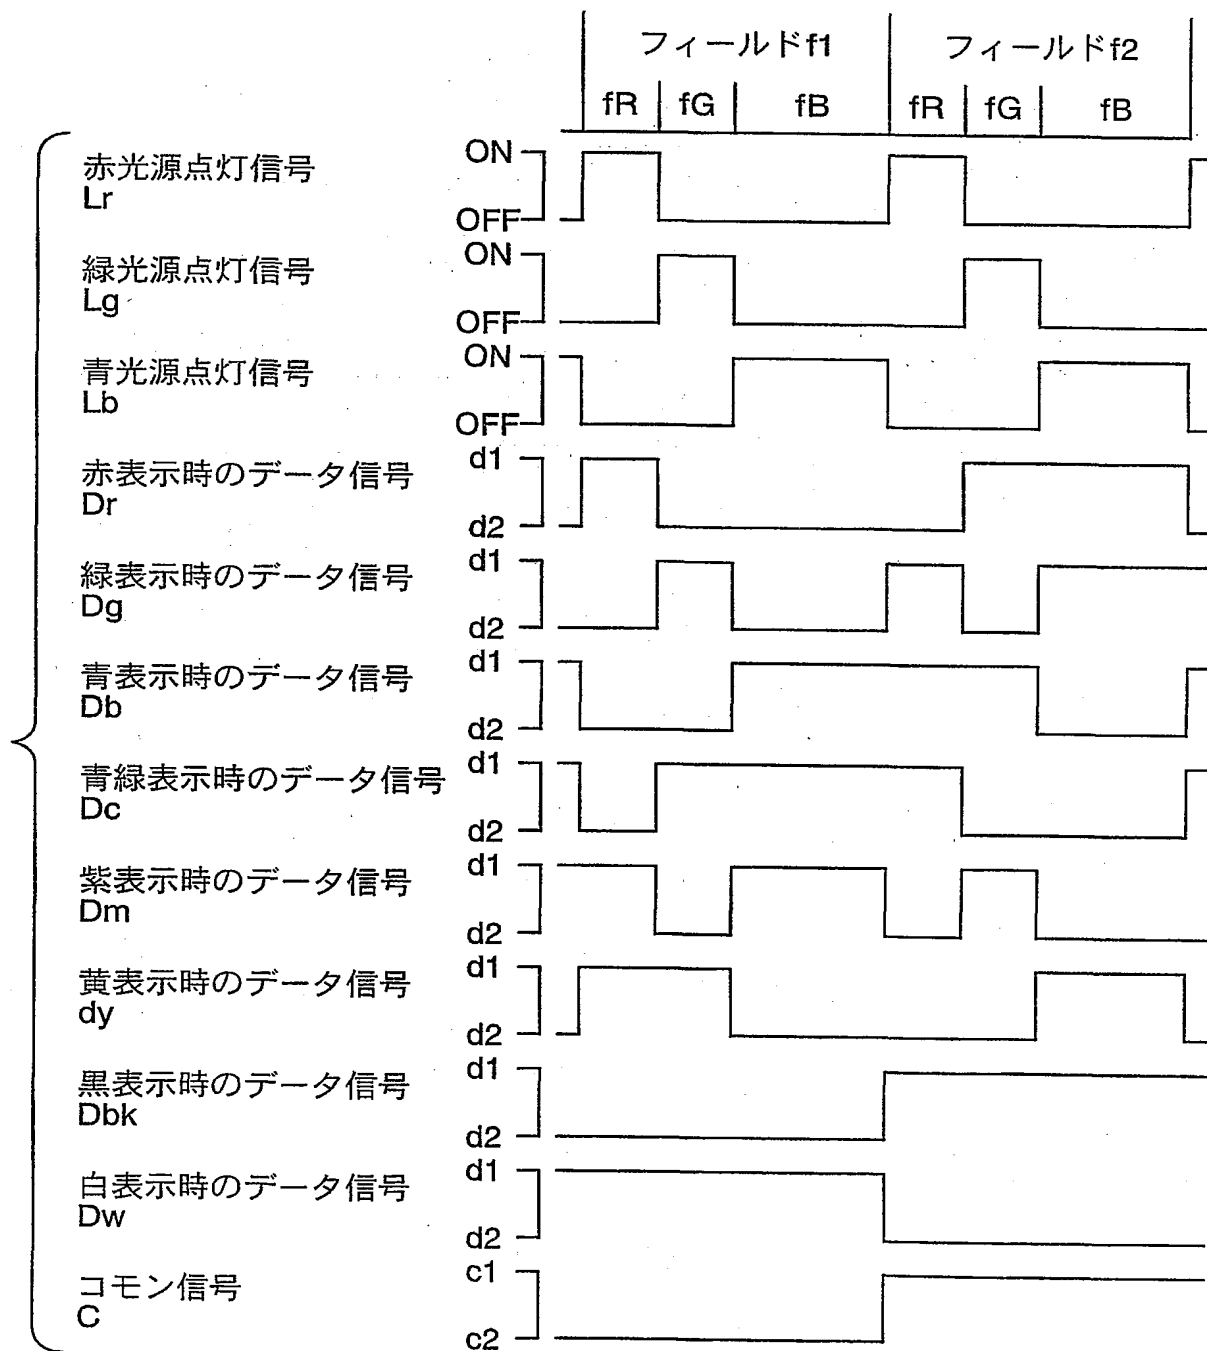 フィールドf1 フィールドf2
fR fG fB fR fG fB
赤光源点灯信号 ON
Lr
OFF
緑光源点灯信号 ON
Lg
OFF
青光源点灯信号 ON
Lb
OFF
赤表示時のデータ信号 d1
Dr
d2
緑表示時のデータ信号 d1
Dg
d2
青表示時のデータ信号 d1
Db
d2
青緑表示時のデータ信号 d1
Dc
d2
紫表示時のデータ信号 d1
Dm
d2
黄表示時のデータ信号 d1
dy
d2
黒表示時のデータ信号 d1
Dbk
d2
白表示時のデータ信号 d1
Dw
d2
コモン信号 c1
C
c2